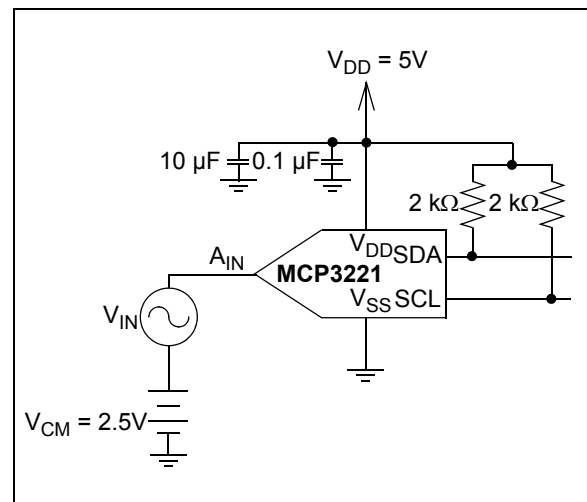 V_DD = 5V
10 µF 0.1 µF
2 kΩ 2 kΩ
A_IN
V_DD SDA
MCP3221
V_SS SCL
V_IN
V_CM = 2.5V